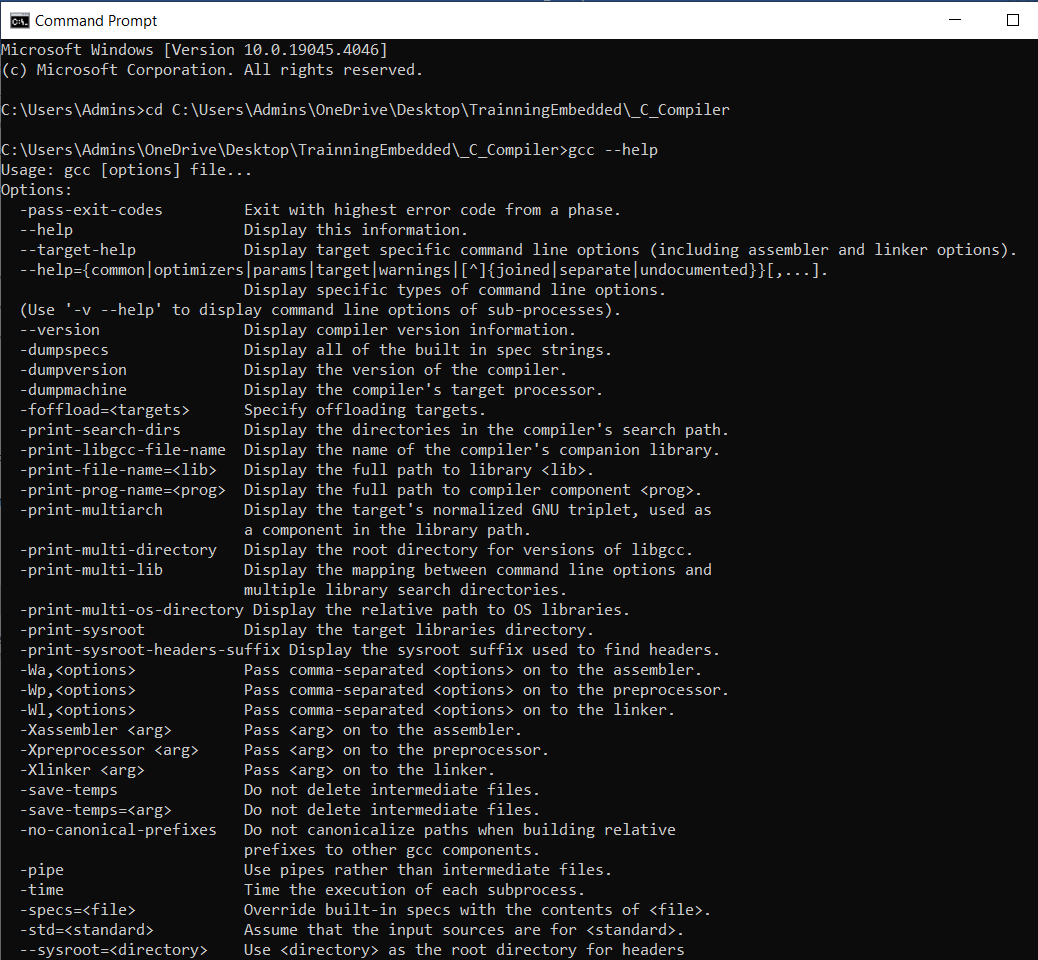 Command Prompt
Microsoft Windows [Version 10.0.19045.4046]
(c) Microsoft Corporation. All rights reserved.
C:\Users\Admins>cd C:\Users\Admins\OneDrive\Desktop\TrainningEmbedded\_C_Compiler
C:\Users\Admins\OneDrive\Desktop\TrainningEmbedded\_C_Compiler>gcc --help
Usage: gcc [options] file...
Options:
  -pass-exit-codes         Exit with highest error code from a phase.
  --help                   Display this information.
  --target-help            Display target specific command line options (including assembler and linker options).
  --help={common|optimizers|params|target|warnings|[^]{joined|separate|undocumented}}[,...].
                           Display specific types of command line options.
  (Use '-v --help' to display command line options of sub-processes).
  --version                Display compiler version information.
  -dumpspecs               Display all of the built in spec strings.
  -dumpversion             Display the version of the compiler.
  -dumpmachine             Display the compiler's target processor.
  -foffload=<targets>      Specify offloading targets.
  -print-search-dirs       Display the directories in the compiler's search path.
  -print-libgcc-file-name  Display the name of the compiler's companion library.
  -print-file-name=<lib>   Display the full path to library <lib>.
  -print-prog-name=<prog>  Display the full path to compiler component <prog>.
  -print-multiarch         Display the target's normalized GNU triplet, used as
                           a component in the library path.
  -print-multi-directory   Display the root directory for versions of libgcc.
  -print-multi-lib         Display the mapping between command line options and
                           multiple library search directories.
  -print-multi-os-directory Display the relative path to OS libraries.
  -print-sysroot           Display the target libraries directory.
  -print-sysroot-headers-suffix Display the sysroot suffix used to find headers.
  -Wa,<options>            Pass comma-separated <options> on to the assembler.
  -Wp,<options>            Pass comma-separated <options> on to the preprocessor.
  -Wl,<options>            Pass comma-separated <options> on to the linker.
  -Xassembler <arg>        Pass <arg> on to the assembler.
  -Xpreprocessor <arg>     Pass <arg> on to the preprocessor.
  -Xlinker <arg>           Pass <arg> on to the linker.
  -save-temps              Do not delete intermediate files.
  -save-temps=<arg>        Do not delete intermediate files.
  -no-canonical-prefixes   Do not canonicalize paths when building relative
                           prefixes to other gcc components.
  -pipe                    Use pipes rather than intermediate files.
  -time                    Time the execution of each subprocess.
  -specs=<file>            Override built-in specs with the contents of <file>.
  -std=<standard>          Assume that the input sources are for <standard>.
  --sysroot=<directory>    Use <directory> as the root directory for headers